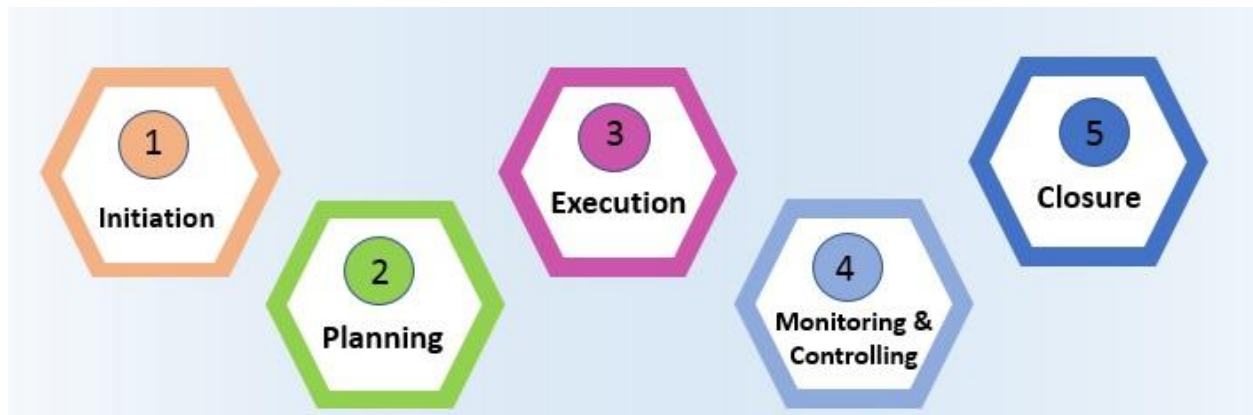 1
Initiation
2
Planning
3
Execution
4
Monitoring &
Controlling
5
Closure